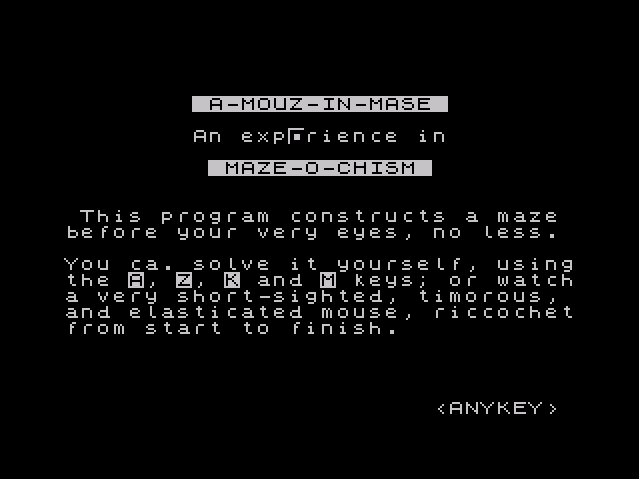 A-MOUZ-IN-MASE
An exp rience in
MAZE-O-CHISM
This program constructs a maze
before your very eyes, no less.
You ca. solve it yourself, using
the A, Z, K and M keys; or watch
a very short-sighted, timorous,
and elasticated mouse, riccochet
from start to finish.
<ANYKEY>